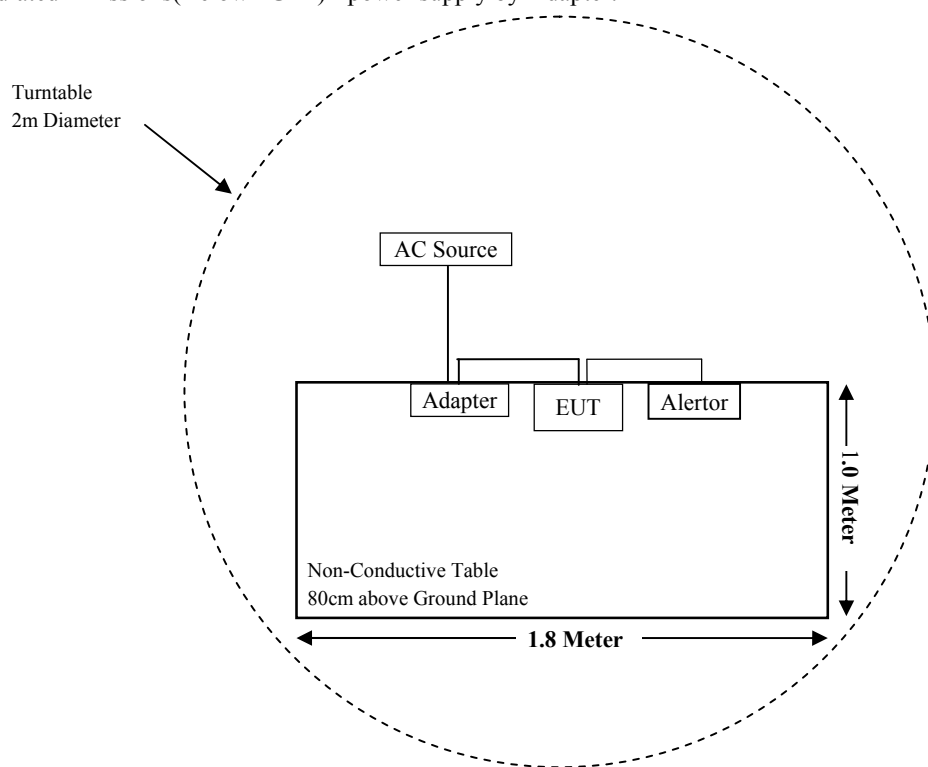 Turntable
2m Diameter
AC Source
Adapter
EUT
Alertor
1.0 Meter
Non-Conductive Table
80cm above Ground Plane
1.8 Meter